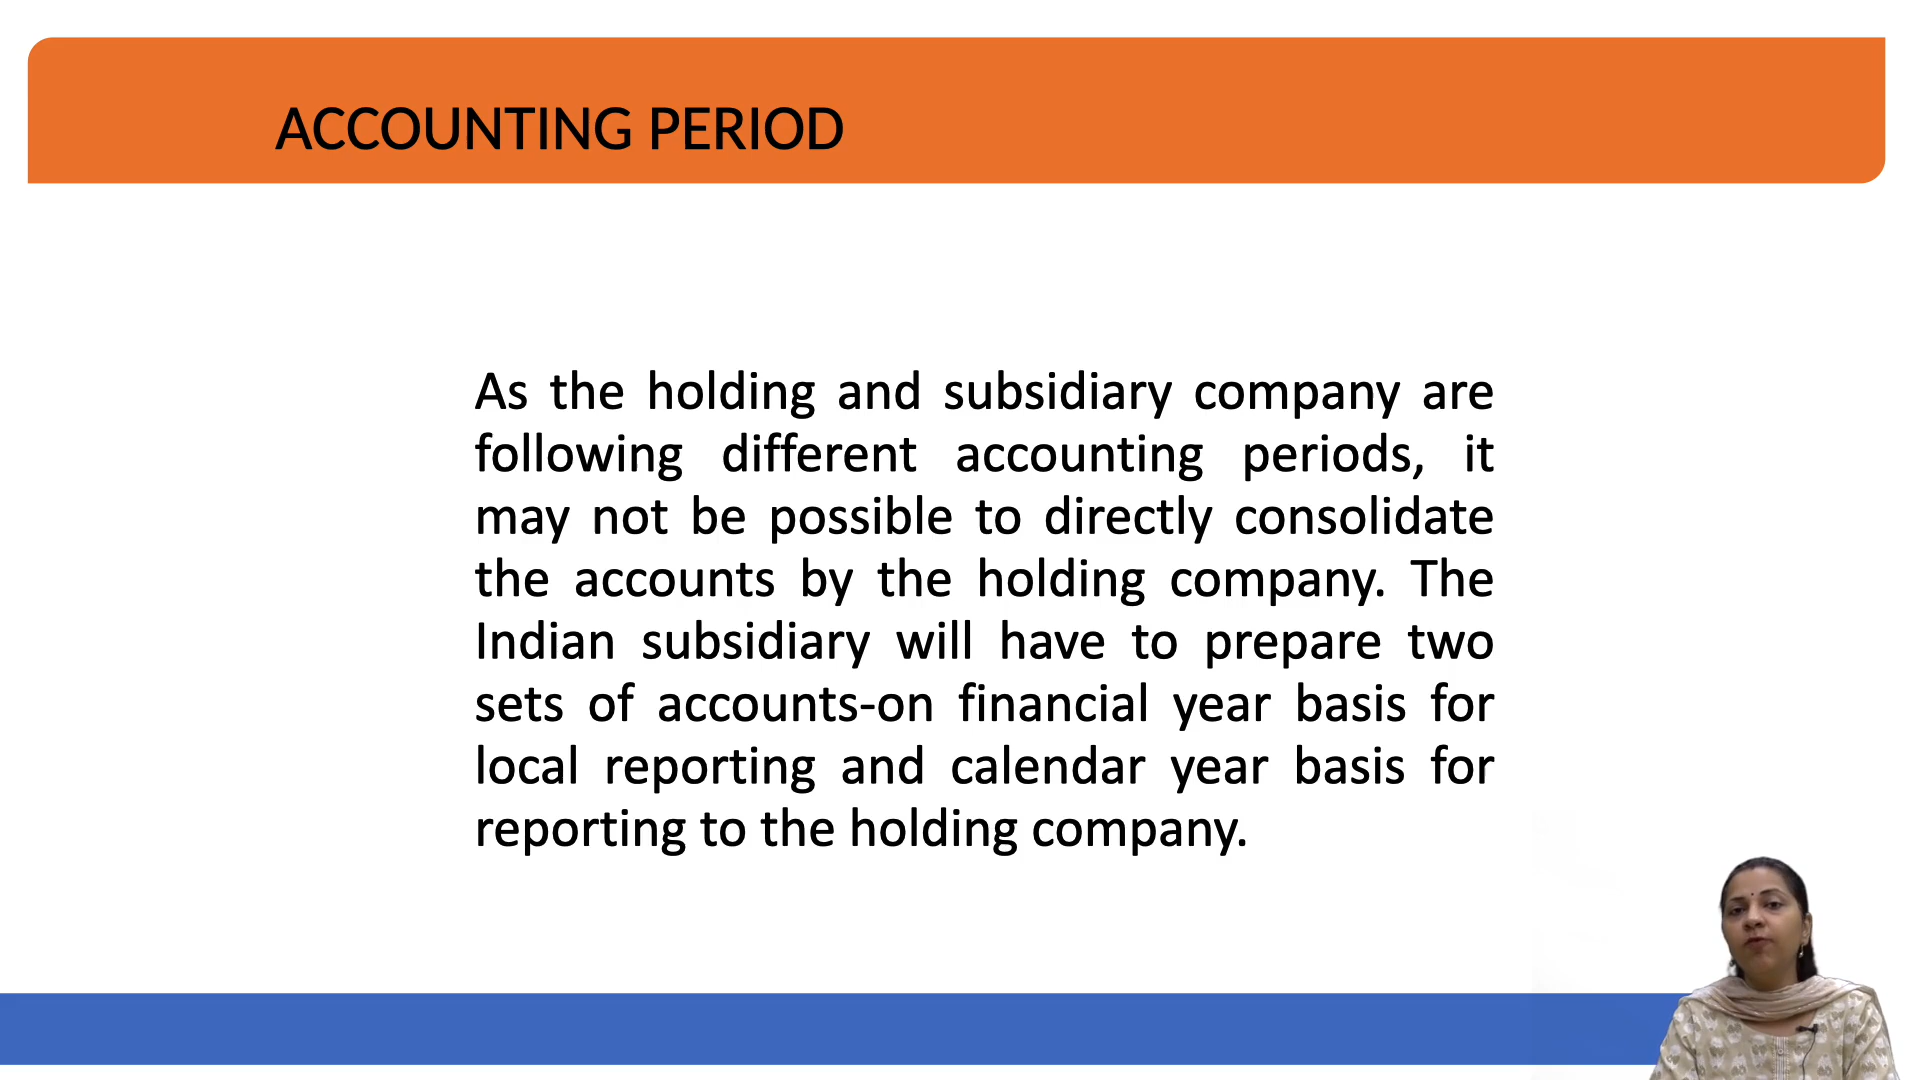 ACCOUNTING PERIOD
As the holding and subsidiary company are
following different accounting periods, it
may not be possible to directly consolidate
the accounts by the holding company. The
Indian subsidiary will have to prepare two
sets of accounts-on financial year basis for
local reporting and calendar year basis for
reporting to the holding company.